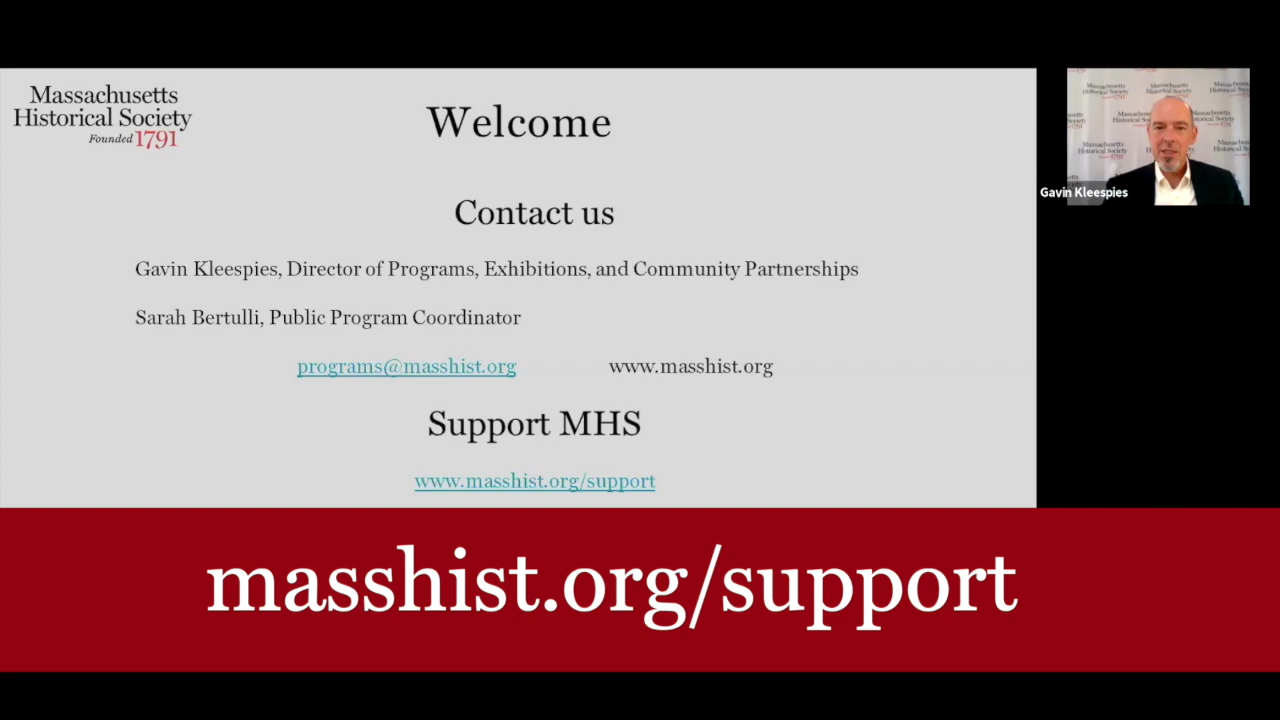 Massachusetts
Historical Society
Founded 1791
Welcome
Contact us
Gavin Kleespies, Director of Programs, Exhibitions, and Community Partnerships
Sarah Bertulli, Public Program Coordinator
programs@masshist.org www.masshist.org
Support MHS
www.masshist.org/support
Gavin Kleespies
masshist.org/support